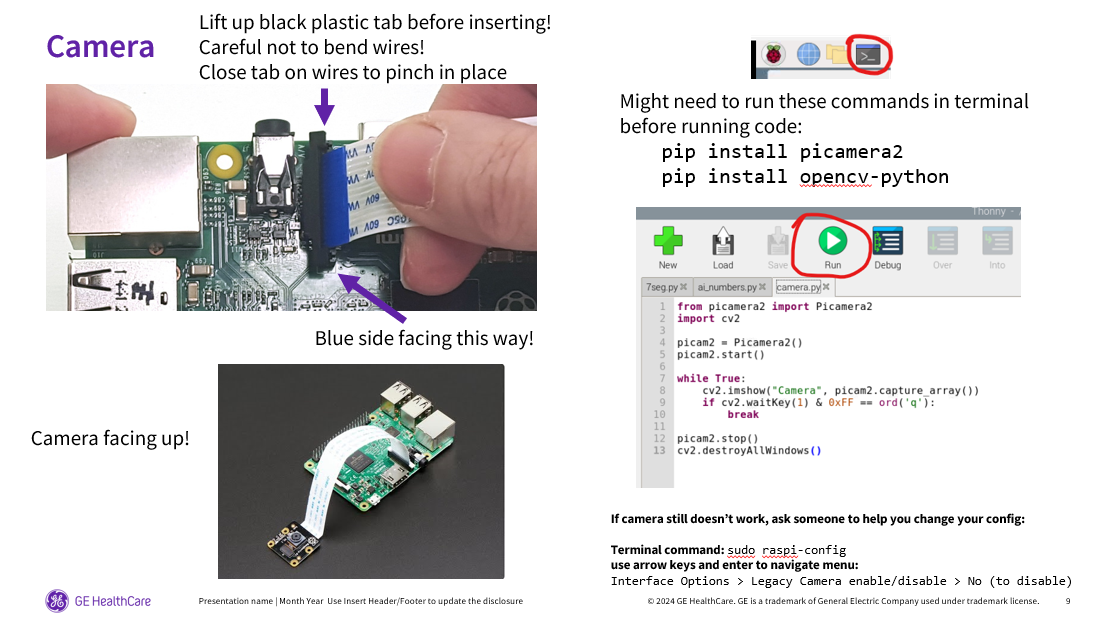 Camera
Lift up black plastic tab before inserting!
Careful not to bend wires!
Close tab on wires to pinch in place
Blue side facing this way!
Camera facing up!
GE HealthCare
Presentation name | Month Year Use Insert Header/Footer to update the disclosure
Might need to run these commands in terminal
before running code:
pip install picamera2
pip install opencv-python
Thonny -
New Load Save Run Debug Over Into
7seg.py ai_numbers.py camera.py
1 from picamera2 import Picamera2
2 import cv2
3
4 picam2 = Picamera2()
5 picam2.start()
6
7 while True:
8 cv2.imshow("Camera", picam2.capture_array())
9 if cv2.waitKey(1) & 0xFF == ord('q'):
10 break
11
12 picam2.stop()
13 cv2.destroyAllWindows()
If camera still doesn't work, ask someone to help you change your config:
Terminal command: sudo raspi-config
use arrow keys and enter to navigate menu:
Interface Options > Legacy Camera enable/disable > No (to disable)
© 2024 GE HealthCare. GE is a trademark of General Electric Company used under trademark license.
9